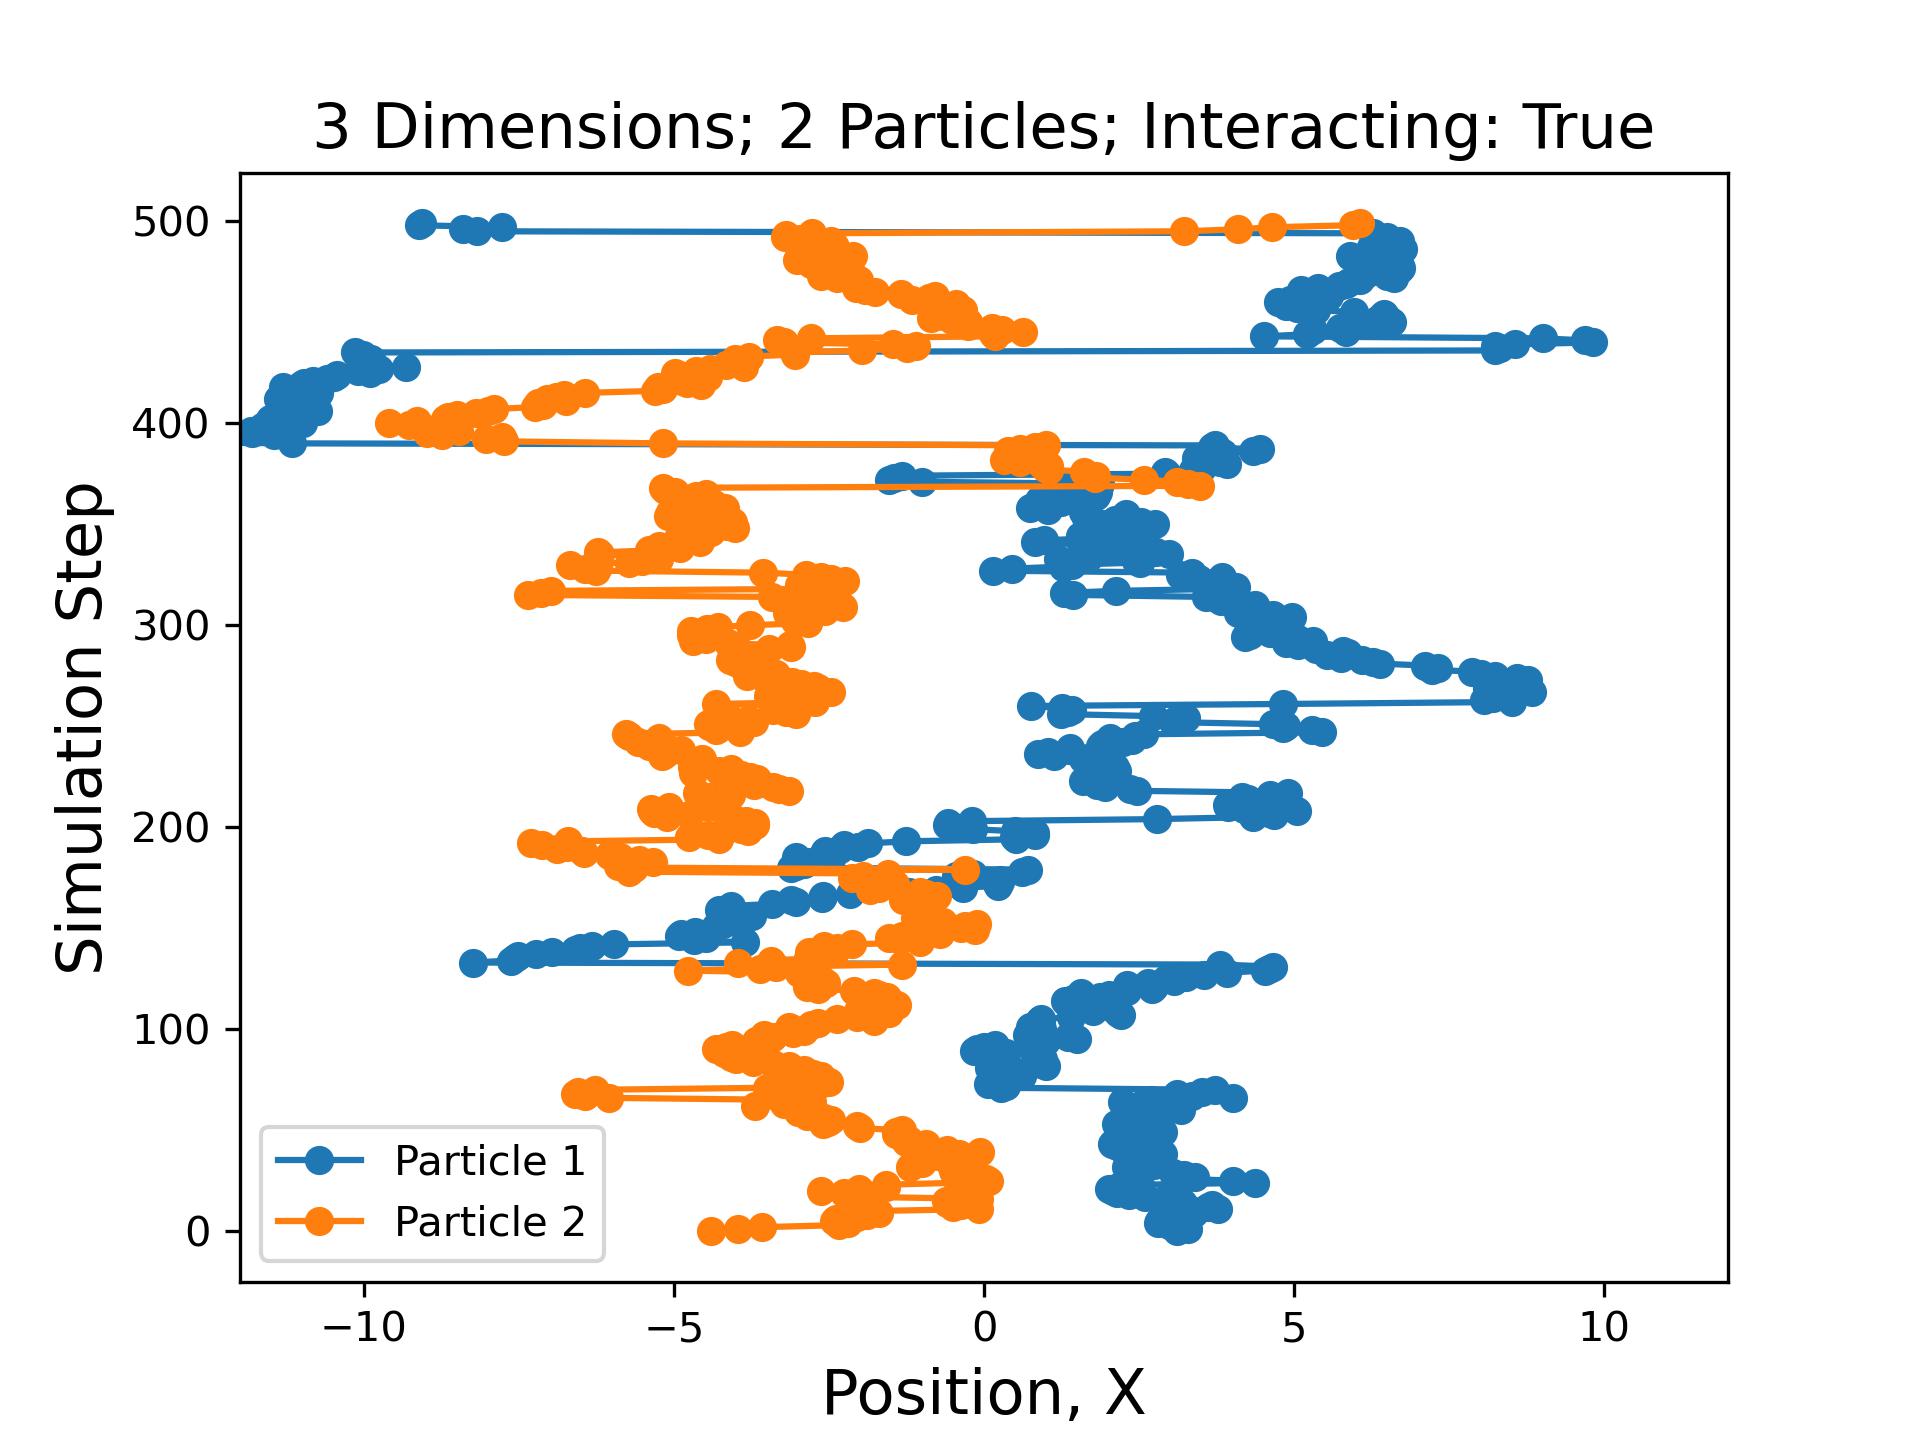 3 Dimensions; 2 Particles; Interacting: True
500
400
300
200
100
0
Simulation Step
Particle 1
Particle 2
−10
−5
0
5
10
Position, X